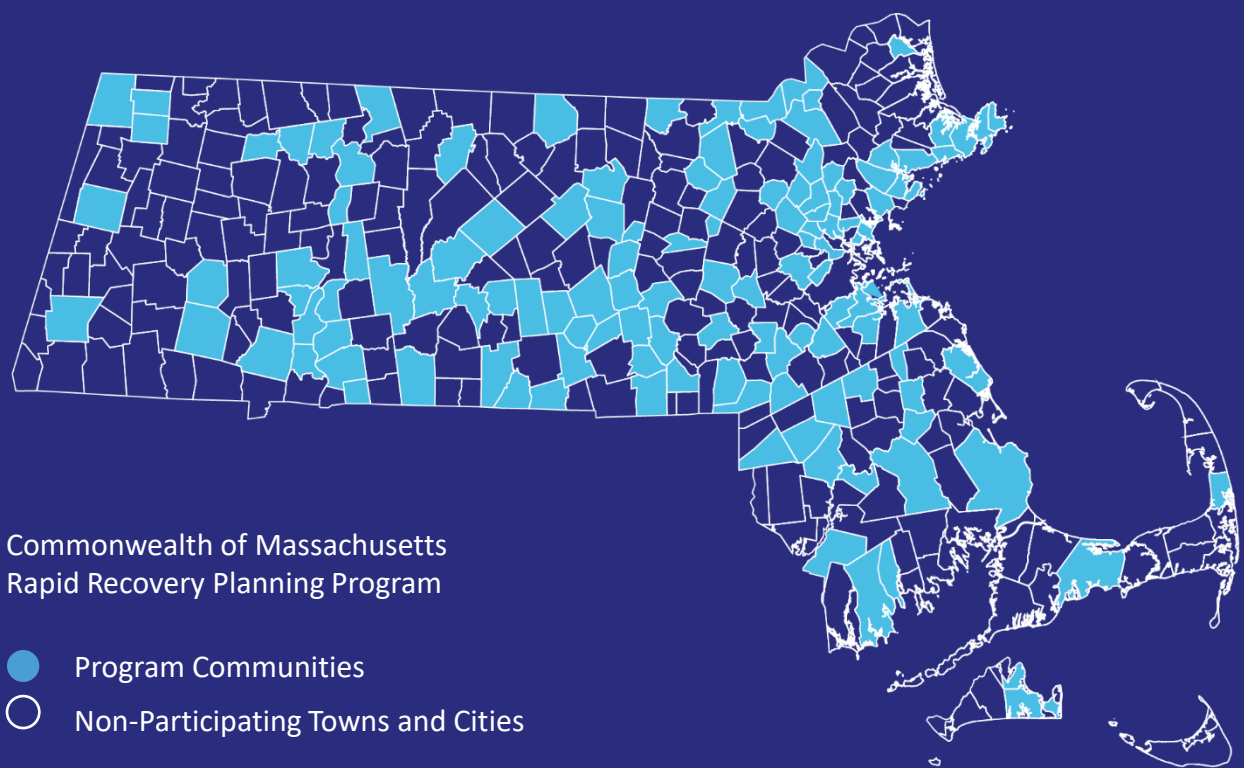 Commonwealth of Massachusetts
Rapid Recovery Planning Program
Program Communities
Non-Participating Towns and Cities